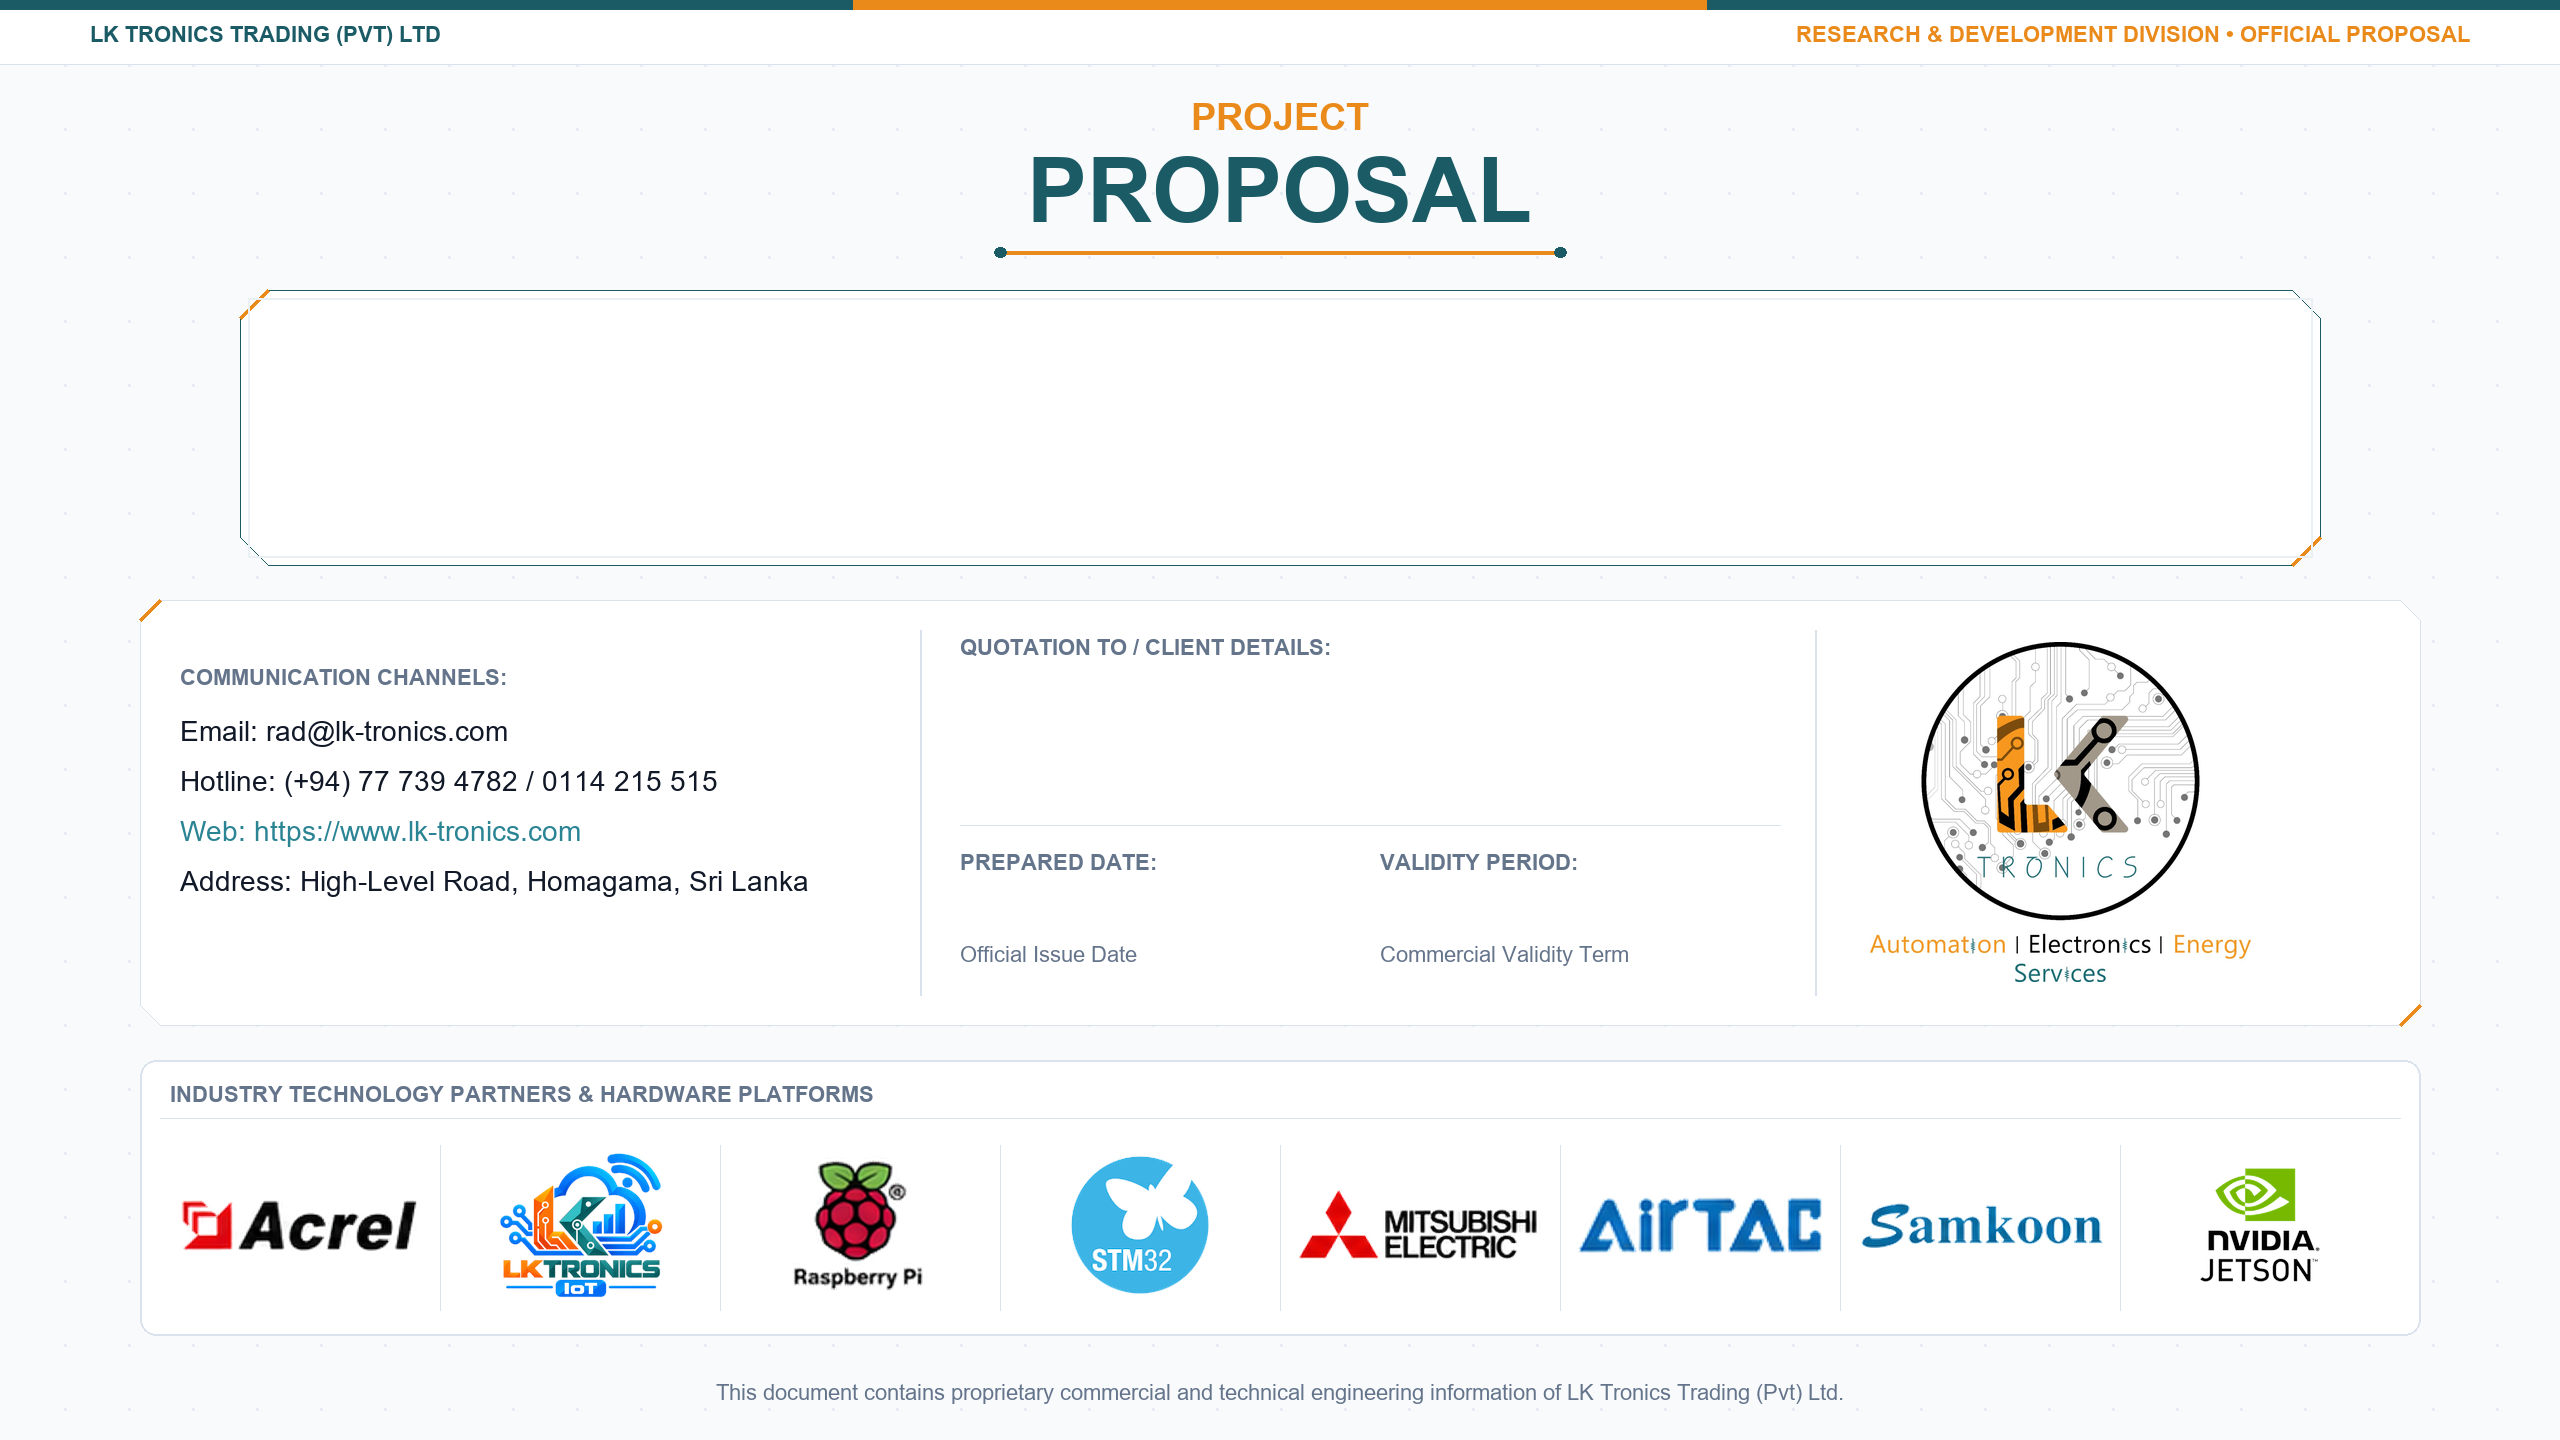 LK TRONICS TRADING (PVT) LTD
RESEARCH & DEVELOPMENT DIVISION • OFFICIAL PROPOSAL
PROJECT
PROPOSAL
COMMUNICATION CHANNELS:
Email: rad@lk-tronics.com
Hotline: (+94) 77 739 4782 / 0114 215 515
Web: https://www.lk-tronics.com
Address: High-Level Road, Homagama, Sri Lanka
QUOTATION TO / CLIENT DETAILS:
PREPARED DATE:
VALIDITY PERIOD:
Official Issue Date
Commercial Validity Term
LK
TRONICS
Automation | Electronics | Energy
Services
INDUSTRY TECHNOLOGY PARTNERS & HARDWARE PLATFORMS
Acrel
LKTRONICS
IoT
Raspberry Pi
®
STM32
MITSUBISHI
ELECTRIC
AirTAC
Samkoon
NVIDIA.
JETSON™
This document contains proprietary commercial and technical engineering information of LK Tronics Trading (Pvt) Ltd.